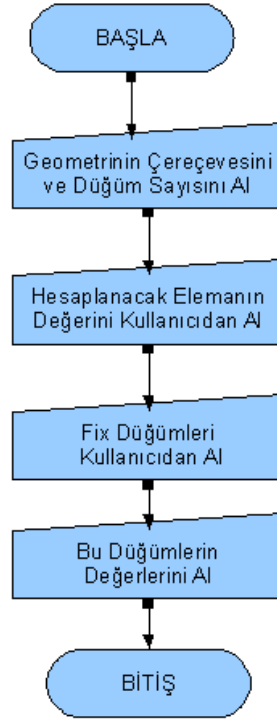 BAŞLA
Geometrinin Çereçevesini
ve Düğüm Sayısını Al
Hesaplanacak Elemanın
Değerini Kullanıcıdan Al
Fix Düğümleri
Kullanıcıdan Al
Bu Düğümlerin
Değerlerini Al
BİTİŞ